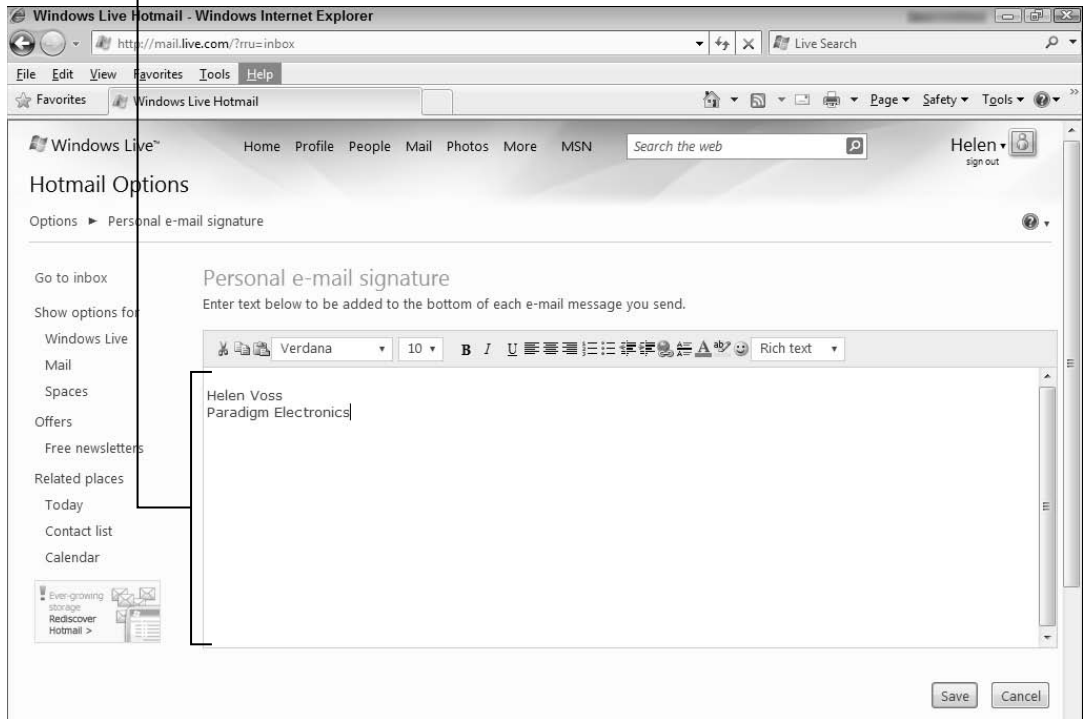 Windows Live Hotmail - Windows Internet Explorer
http://mail.live.com/?rru=inbox
Live Search
File Edit View Favorites Tools Help
Favorites Windows Live Hotmail Page Safety Tools
Windows Live™ Home Profile People Mail Photos More MSN Search the web Helen
sign out
Hotmail Options
Options ► Personal e-mail signature
Go to inbox
Show options for
Windows Live
Mail
Spaces
Offers
Free newsletters
Related places
Today
Contact list
Calendar
Ever-growing
storage
Rediscover
Hotmail >
Personal e-mail signature
Enter text below to be added to the bottom of each e-mail message you send.
Verdana 10 B I U Rich text
Helen Voss
Paradigm Electronics
Save Cancel